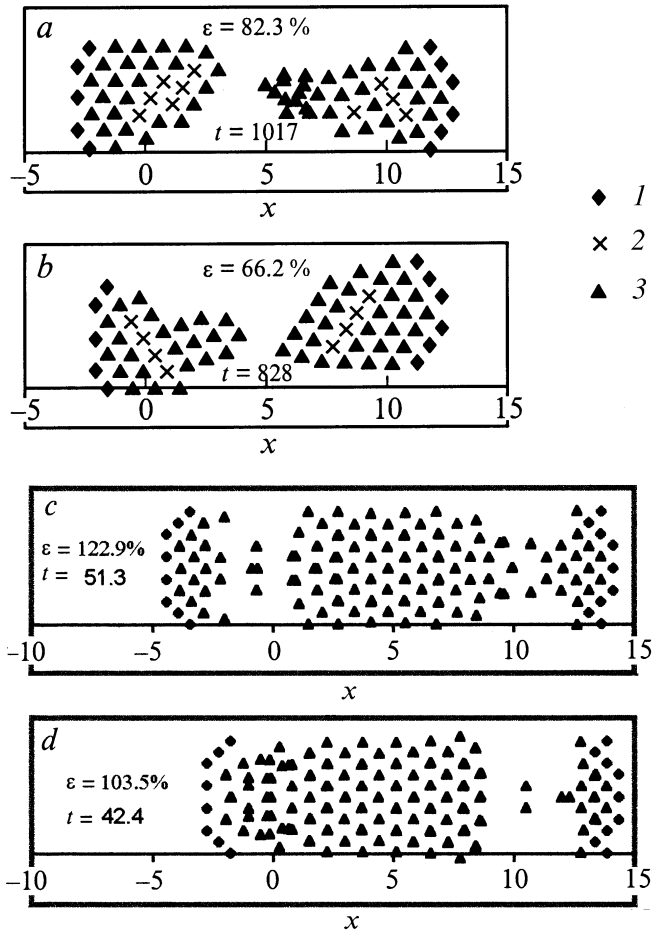 a
ε = 82.3 %
t = 1017
−5 0 5 10 15
x
1
2
3
b
ε = 66.2 %
t = 828
−5 0 5 10 15
x
c
ε = 122.9%
t = 51.3
−10 −5 0 5 10 15
x
d
ε = 103.5%
t = 42.4
−10 −5 0 5 10 15
x